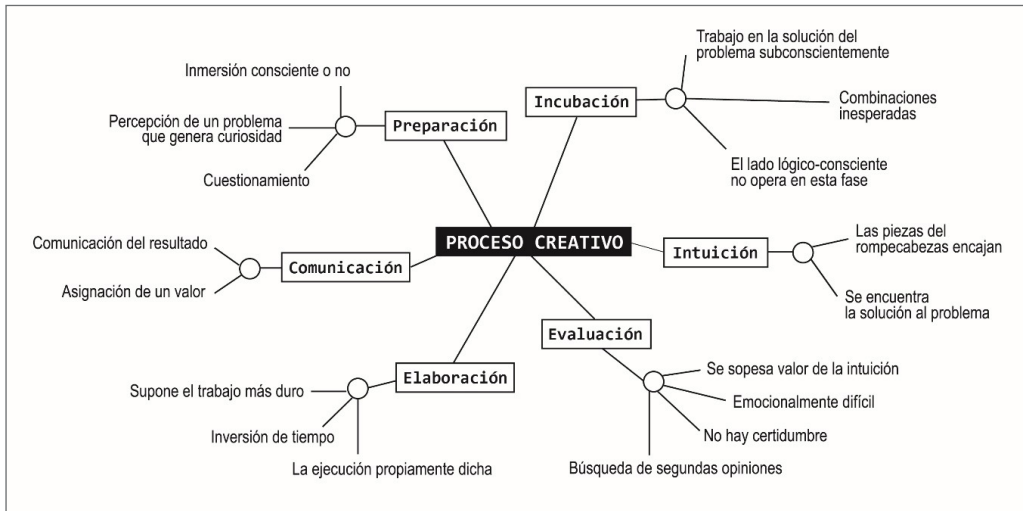 PROCESO CREATIVO
Preparación
Inmersión consciente o no
Percepción de un problema
que genera curiosidad
Cuestionamiento
Incubación
Trabajo en la solución del
problema subconscientemente
Combinaciones
inesperadas
El lado lógico-consciente
no opera en esta fase
Intuición
Las piezas del
rompecabezas encajan
Se encuentra
la solución al problema
Evaluación
Se sopesa valor de la intuición
Emocionalmente difícil
No hay certidumbre
Búsqueda de segundas opiniones
Elaboración
Supone el trabajo más duro
Inversión de tiempo
La ejecución propiamente dicha
Comunicación
Comunicación del resultado
Asignación de un valor